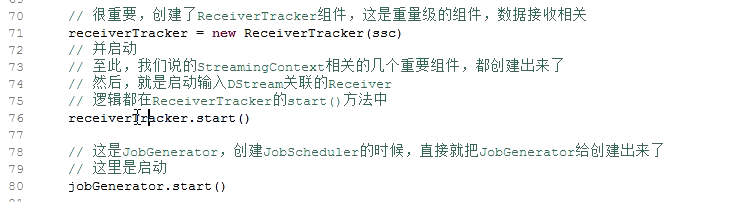 70 // 很重要，创建了ReceiverTracker组件，这是重量级的组件，数据接收相关
71 receiverTracker = new ReceiverTracker(ssc)
72 // 并启动
73 // 至此，我们说的StreamingContext相关的几个重要组件，都创建出来了
74 // 然后，就是启动输入DStream关联的Receiver
75 // 逻辑都在ReceiverTracker的start()方法中
76 receiverTracker.start()
77
78 // 这是JobGenerator，创建JobScheduler的时候，直接就把JobGenerator给创建出来了
79 // 这里是启动
80 jobGenerator.start()